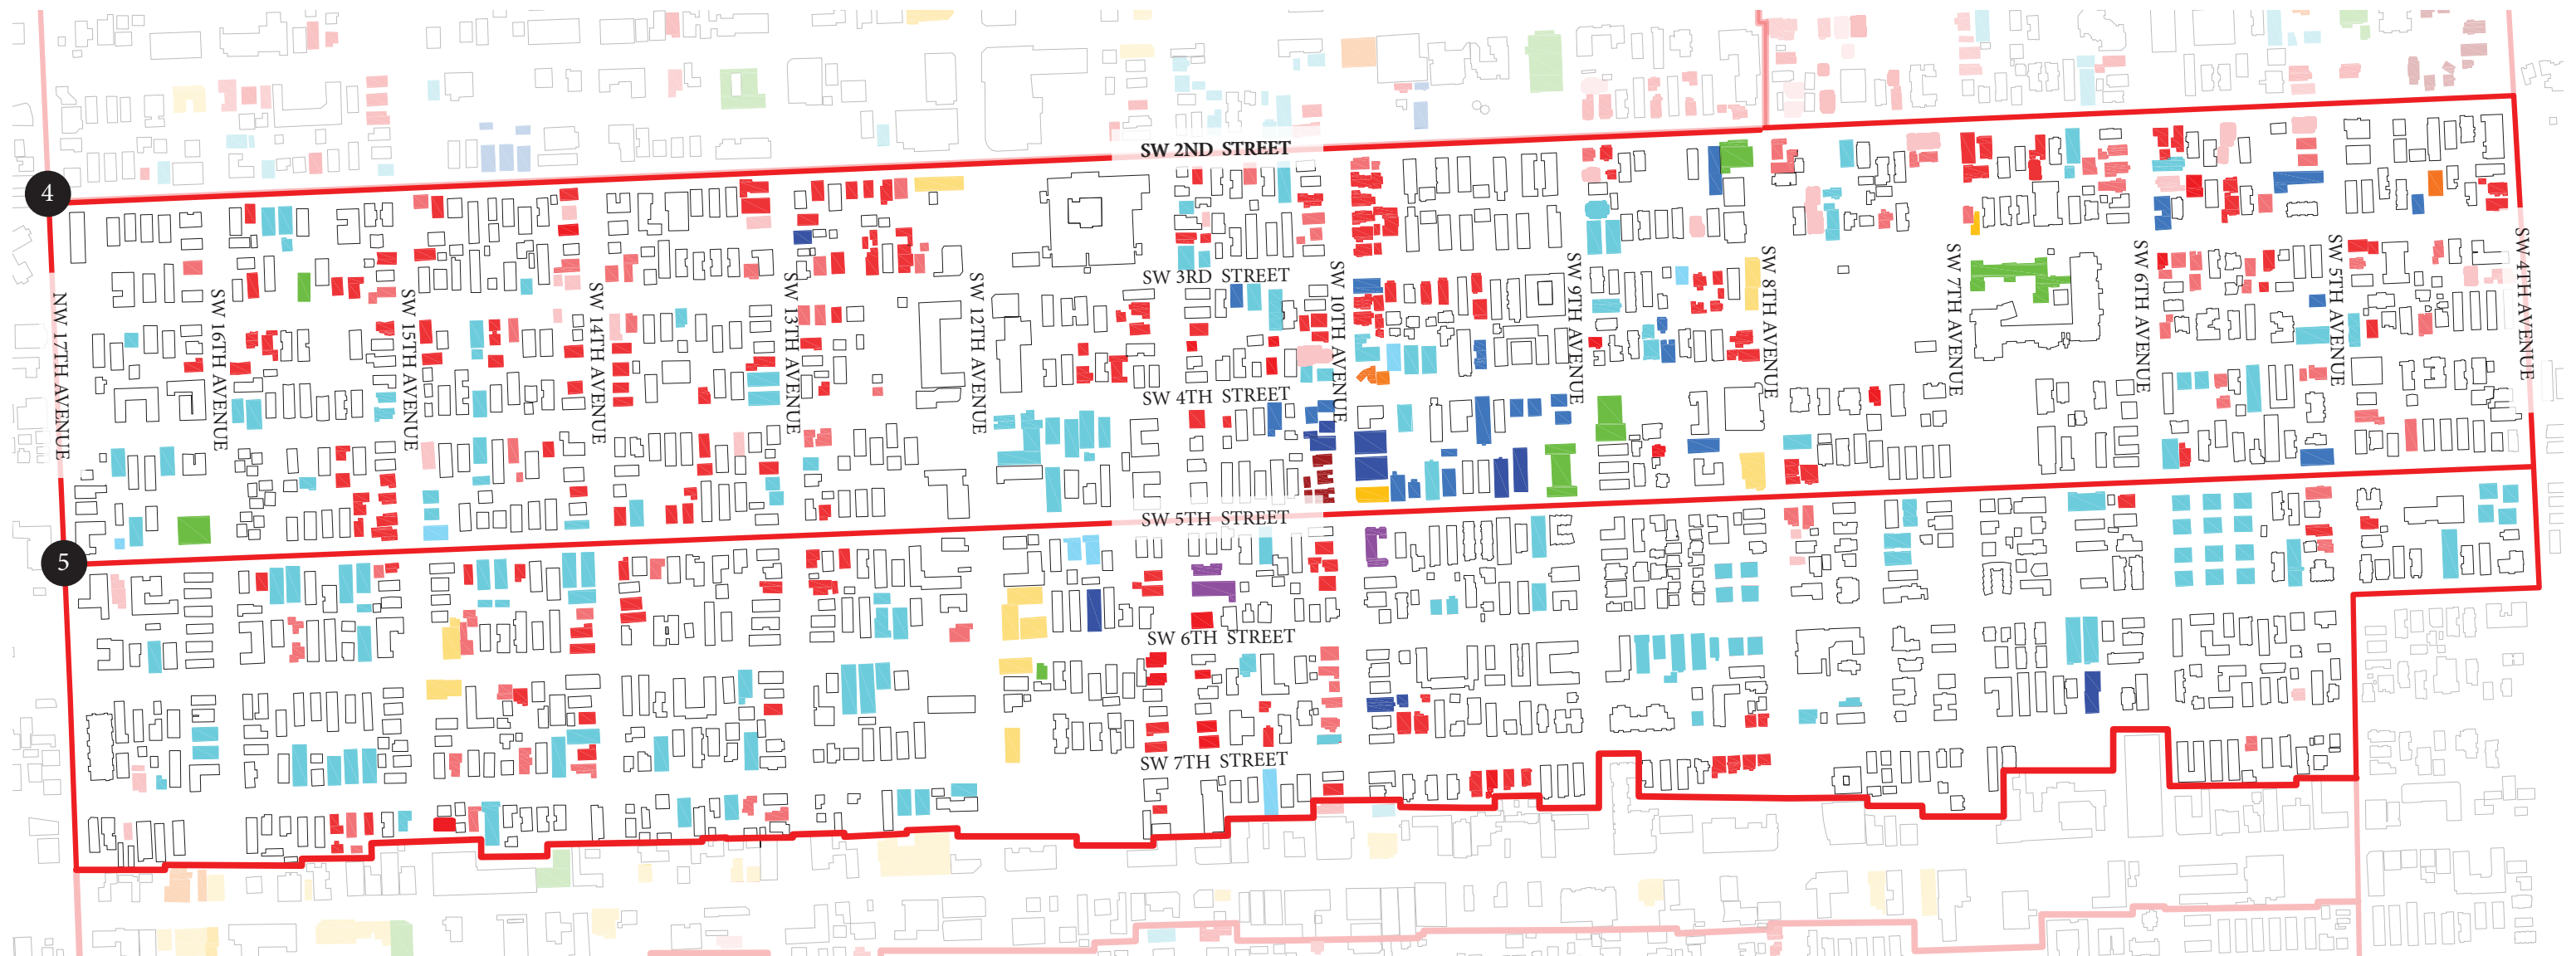 SW 2ND STREET
4
SW 3RD STREET
NW 17TH AVENUE
SW 16TH AVENUE
SW 15TH AVENUE
SW 14TH AVENUE
SW 13TH AVENUE
SW 12TH AVENUE
SW 10TH AVENUE
SW 9TH AVENUE
SW 8TH AVENUE
SW 7TH AVENUE
SW 6TH AVENUE
SW 5TH AVENUE
SW 4TH AVENUE
SW 4TH STREET
SW 5TH STREET
5
SW 6TH STREET
SW 7TH STREET